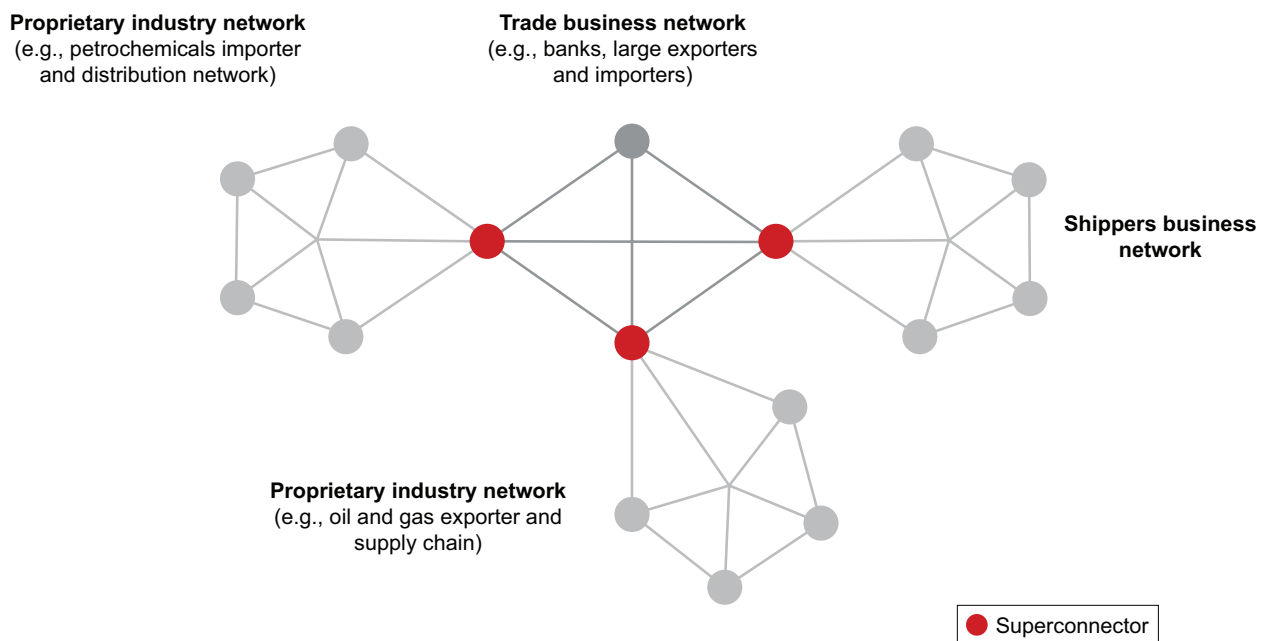 Proprietary industry network
(e.g., petrochemicals importer
and distribution network)
Trade business network
(e.g., banks, large exporters
and importers)
Shippers business
network
Proprietary industry network
(e.g., oil and gas exporter and
supply chain)
Superconnector